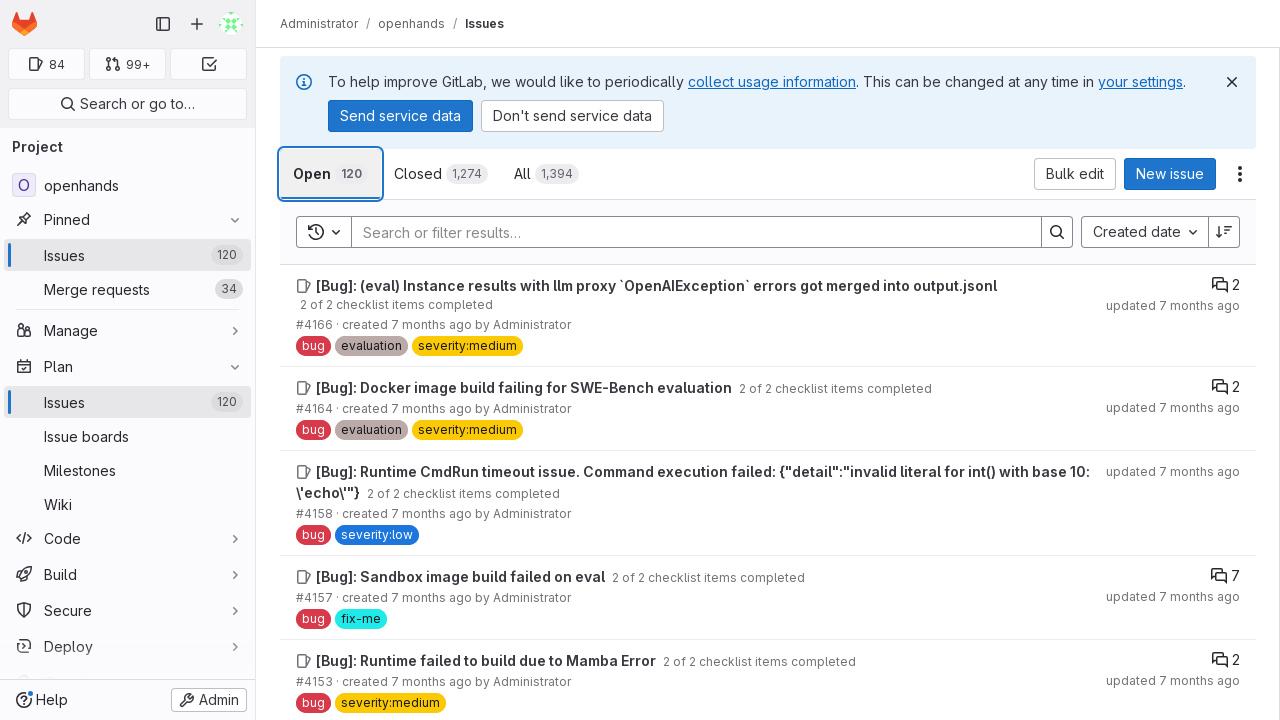 Administrator / openhands / Issues
84
99+
Search or go to…
Project
O openhands
Pinned
Issues 120
Merge requests 34
Manage
Plan
Issues 120
Issue boards
Milestones
Wiki
Code
Build
Secure
Deploy
Help
Admin
To help improve GitLab, we would like to periodically collect usage information. This can be changed at any time in your settings.
Send service data Don't send service data
Open 120 Closed 1,274 All 1,394 Bulk edit New issue
Search or filter results… Created date
[Bug]: (eval) Instance results with llm proxy `OpenAIException` errors got merged into output.jsonl 2
2 of 2 checklist items completed updated 7 months ago
#4166 · created 7 months ago by Administrator
bug evaluation severity:medium
[Bug]: Docker image build failing for SWE-Bench evaluation 2 of 2 checklist items completed 2
#4164 · created 7 months ago by Administrator updated 7 months ago
bug evaluation severity:medium
[Bug]: Runtime CmdRun timeout issue. Command execution failed: {"detail":"invalid literal for int() with base 10: updated 7 months ago
\'echo\'"} 2 of 2 checklist items completed
#4158 · created 7 months ago by Administrator
bug severity:low
[Bug]: Sandbox image build failed on eval 2 of 2 checklist items completed 7
#4157 · created 7 months ago by Administrator updated 7 months ago
bug fix-me
[Bug]: Runtime failed to build due to Mamba Error 2 of 2 checklist items completed 2
#4153 · created 7 months ago by Administrator updated 7 months ago
bug severity:medium